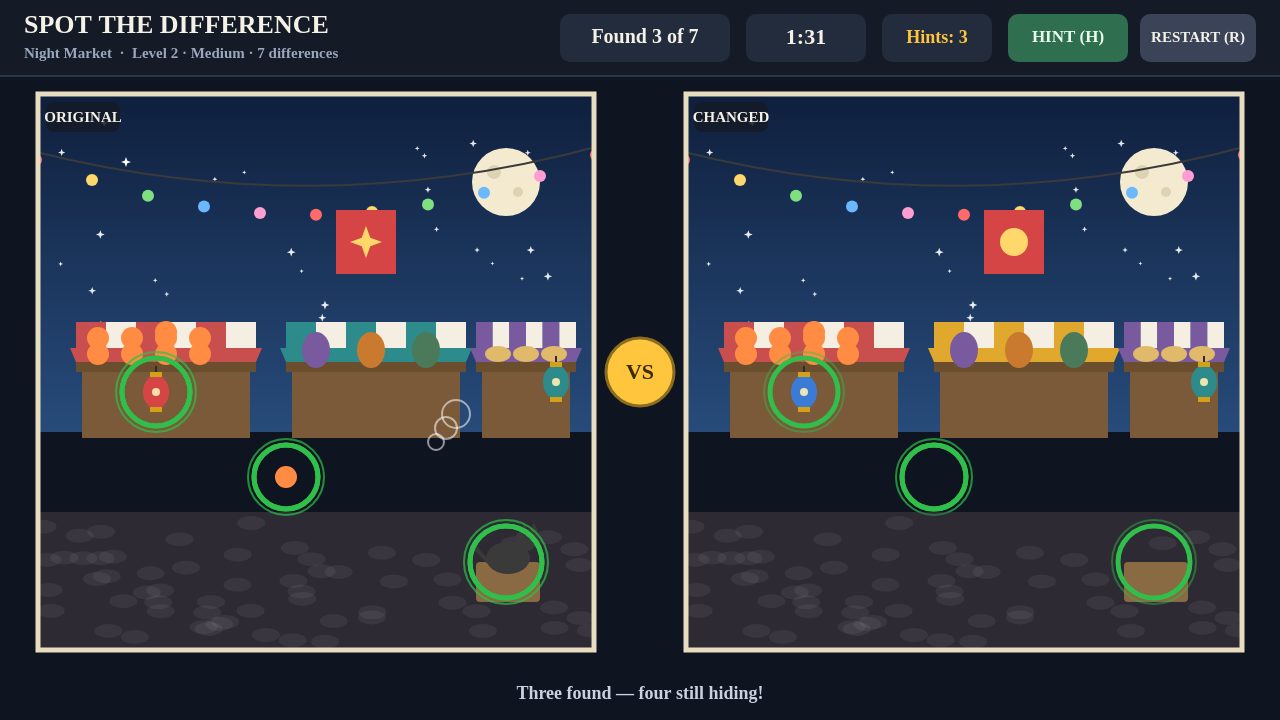 SPOT THE DIFFERENCE
Night Market · Level 2 · Medium · 7 differences
Found 3 of 7
1:31
Hints: 3
HINT (H)
RESTART (R)
ORIGINAL
CHANGED
VS
Three found — four still hiding!